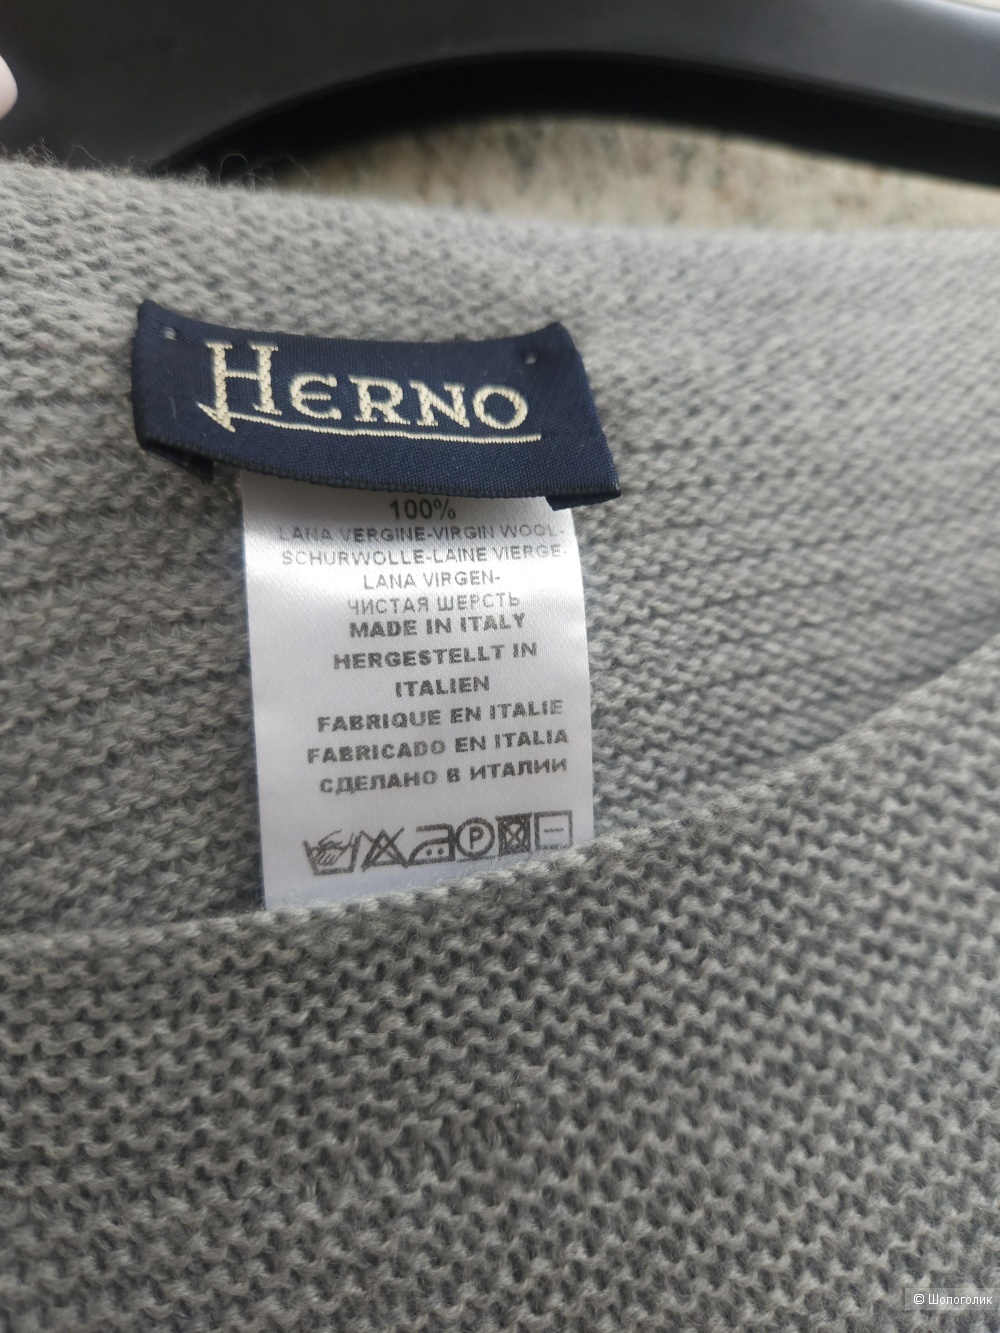 HERNO
100%
LANA VERGINE-VIRGIN WOOL-
SCHURWOLLE-LAINE VIERGE-
LANA VIRGEN-
ЧИСТАЯ ШЕРСТЬ
MADE IN ITALY
HERGESTELLT IN
ITALIEN
FABRIQUE EN ITALIE
FABRICADO EN ITALIA
СДЕЛАНО В ИТАЛИИ
P
© Шопоголик